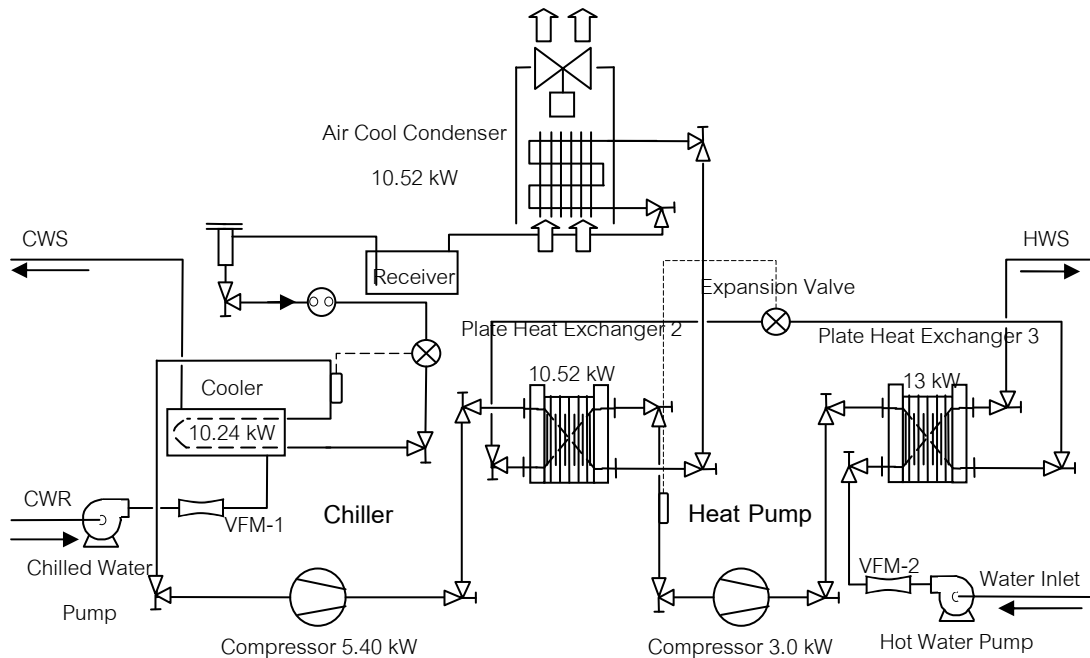 Air Cool Condenser
10.52 kW
CWS
HWS
Receiver
Expansion Valve
Plate Heat Exchanger 2
Plate Heat Exchanger 3
Cooler
10.52 kW
13 kW
10.24 kW
CWR
VFM-1
Chiller
Heat Pump
Chilled Water
Pump
VFM-2
Water Inlet
Compressor 5.40 kW
Compressor 3.0 kW
Hot Water Pump